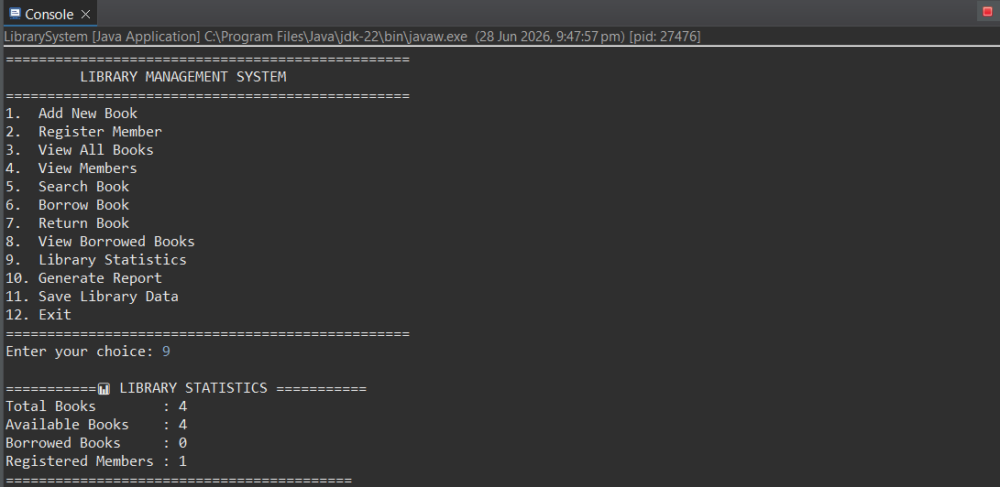 Console
LibrarySystem [Java Application] C:\Program Files\Java\jdk-22\bin\javaw.exe  (28 Jun 2026, 9:47:57 pm) [pid: 27476]
=================================================
         LIBRARY MANAGEMENT SYSTEM
=================================================
1.  Add New Book
2.  Register Member
3.  View All Books
4.  View Members
5.  Search Book
6.  Borrow Book
7.  Return Book
8.  View Borrowed Books
9.  Library Statistics
10. Generate Report
11. Save Library Data
12. Exit
=================================================
Enter your choice: 9
===========📊 LIBRARY STATISTICS ===========
Total Books        : 4
Available Books    : 4
Borrowed Books     : 0
Registered Members : 1
==========================================